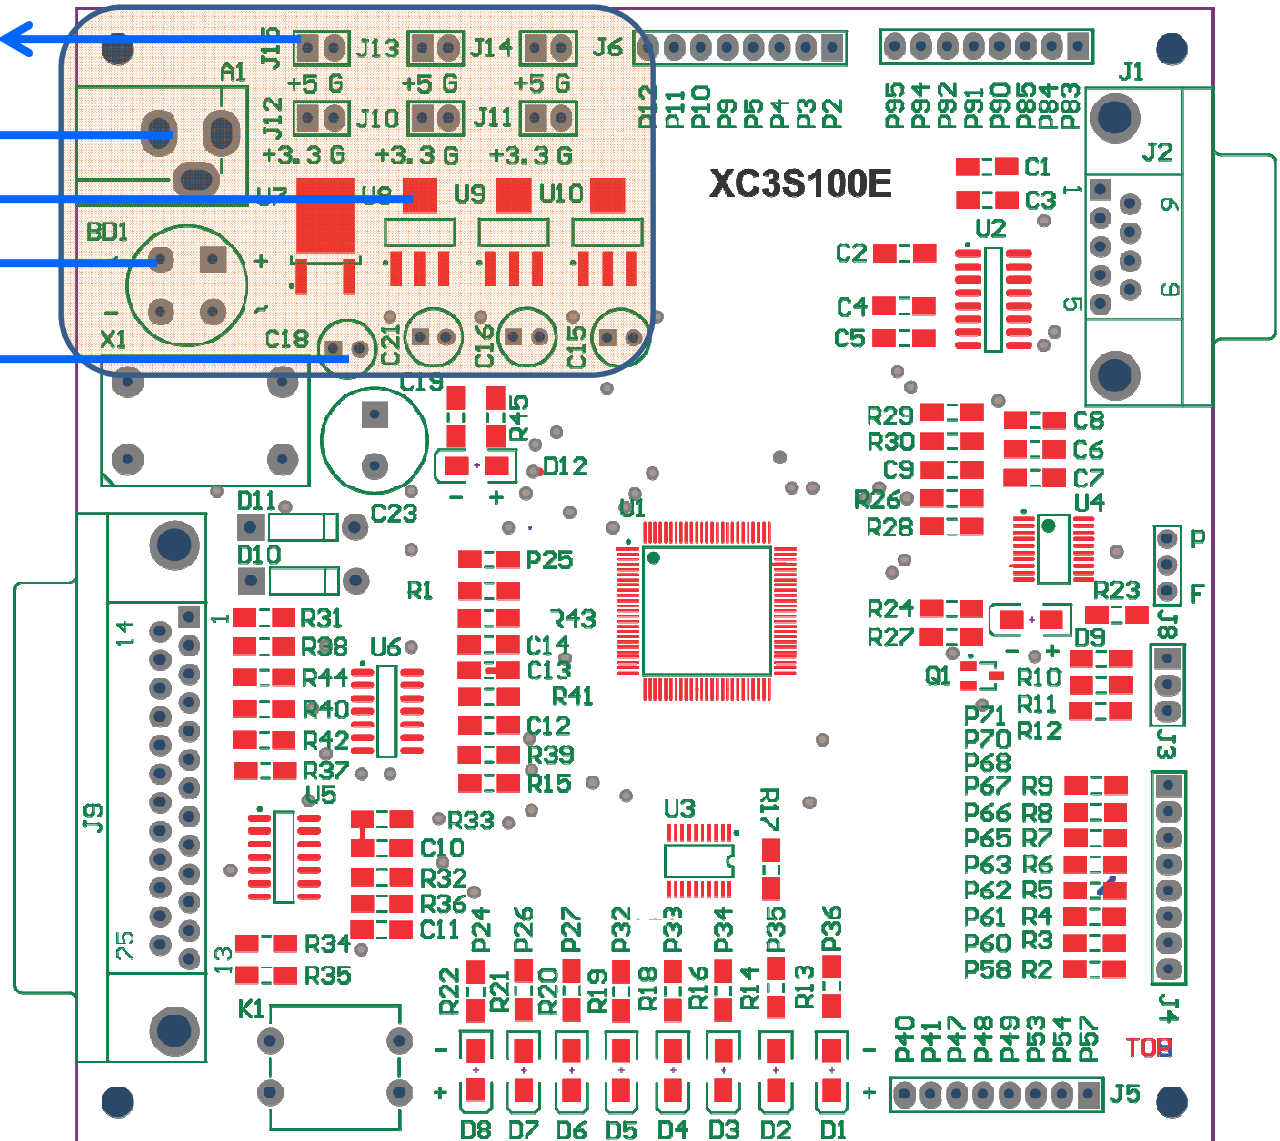 J15 J13 J14 J6
+5 G +5 G +5 G
A1 J12 J10 J11
+3.3 G +3.3 G +3.3 G
P12 P11 P10 P9 P5 P4 P3 P2
P95 P94 P92 P91 P90 P85 P84 P83
J1
J2
1 6
5 9
XC3S100E
C1
C3
U2
C2
C4
C5
U7 U8 U9 U10
BD1
+
- ~
X1 C18 C21 C16 C15
C19
R45
D12
- +
C23
D11
D10
U1
R29
R30
C9
R26
R28
C8
C6
C7
U4
P
F
J8
R23
R24
R27
D9
- +
Q1
R10
R11
R12
J3
P25
R1
R43
C14
C13
R41
C12
R39
R15
14 1
R31
R38
R44
R40
R42
R37
U6
U5
J9
25 13
R33
C10
R32
R36
C11
R34
R35
K1
U3
R17
P71
P70
P68
P67 R9
P66 R8
P65 R7
P63 R6
P62 R5
P61 R4
P60 R3
P58 R2
J4
P24 P26 P27 P32 P33 P34 P35 P36
R22 R21 R20 R19 R18 R16 R14 R13
- -
+ +
D8 D7 D6 D5 D4 D3 D2 D1
P40 P41 P47 P48 P49 P53 P54 P57
J5